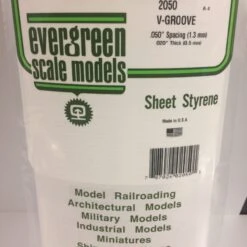 2050
V-GROOVE
.050" Spacing (1.3 mm)
.020" Thick (0.5 mm)
evergreen
scale models
Sheet Styrene
Made in U.S.A
Model Railroading
Architectural Models
Military Models
Industrial Models
Miniatures